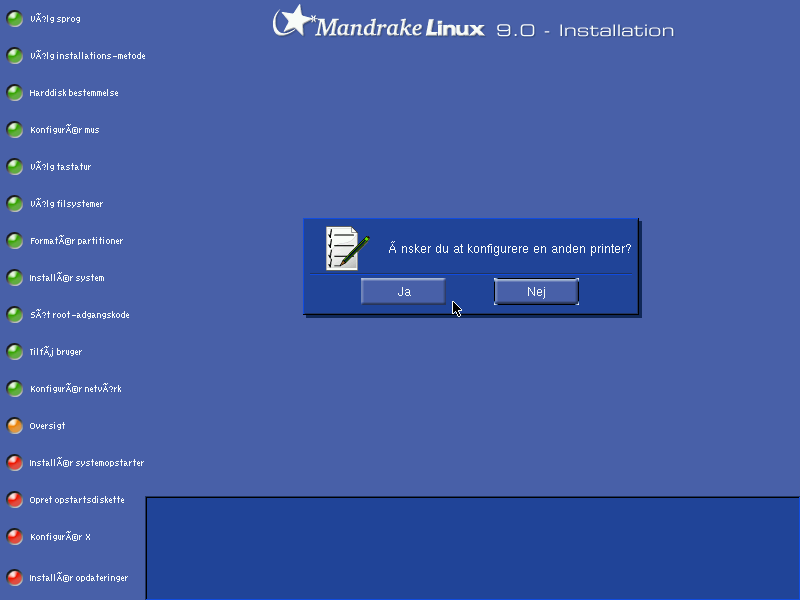 VÃ?lg sprog
MandrakeLinux 9.0 - Installation
VÃ?lg installations-metode
Harddisk bestemmelse
KonfigurÃ©r mus
VÃ?lg tastatur
VÃ?lg filsystemer
FormatÃ©r partitioner
InstallÃ©r system
SÃ?t root-adgangskode
TilfÃ¸j bruger
KonfigurÃ©r netvÃ?rk
Oversigt
InstallÃ©r systemopstarter
Opret opstartsdiskette
KonfigurÃ©r X
InstallÃ©r opdateringer
Ã nsker du at konfigurere en anden printer?
Ja
Nej